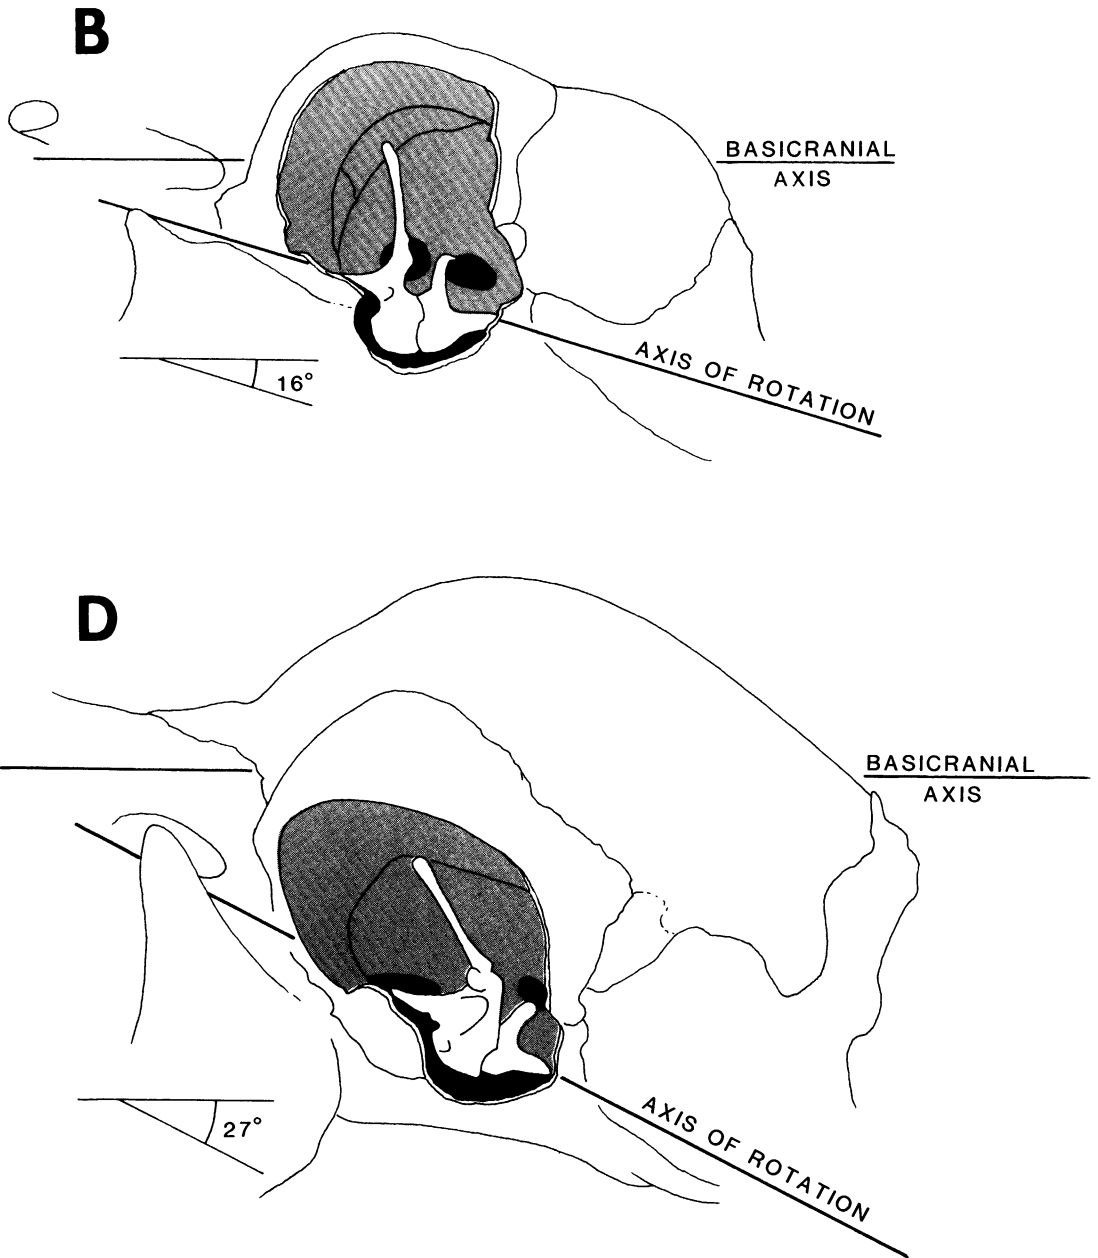 B
BASICRANIAL
AXIS
AXIS OF ROTATION
16°
D
BASICRANIAL
AXIS
AXIS OF ROTATION
27°